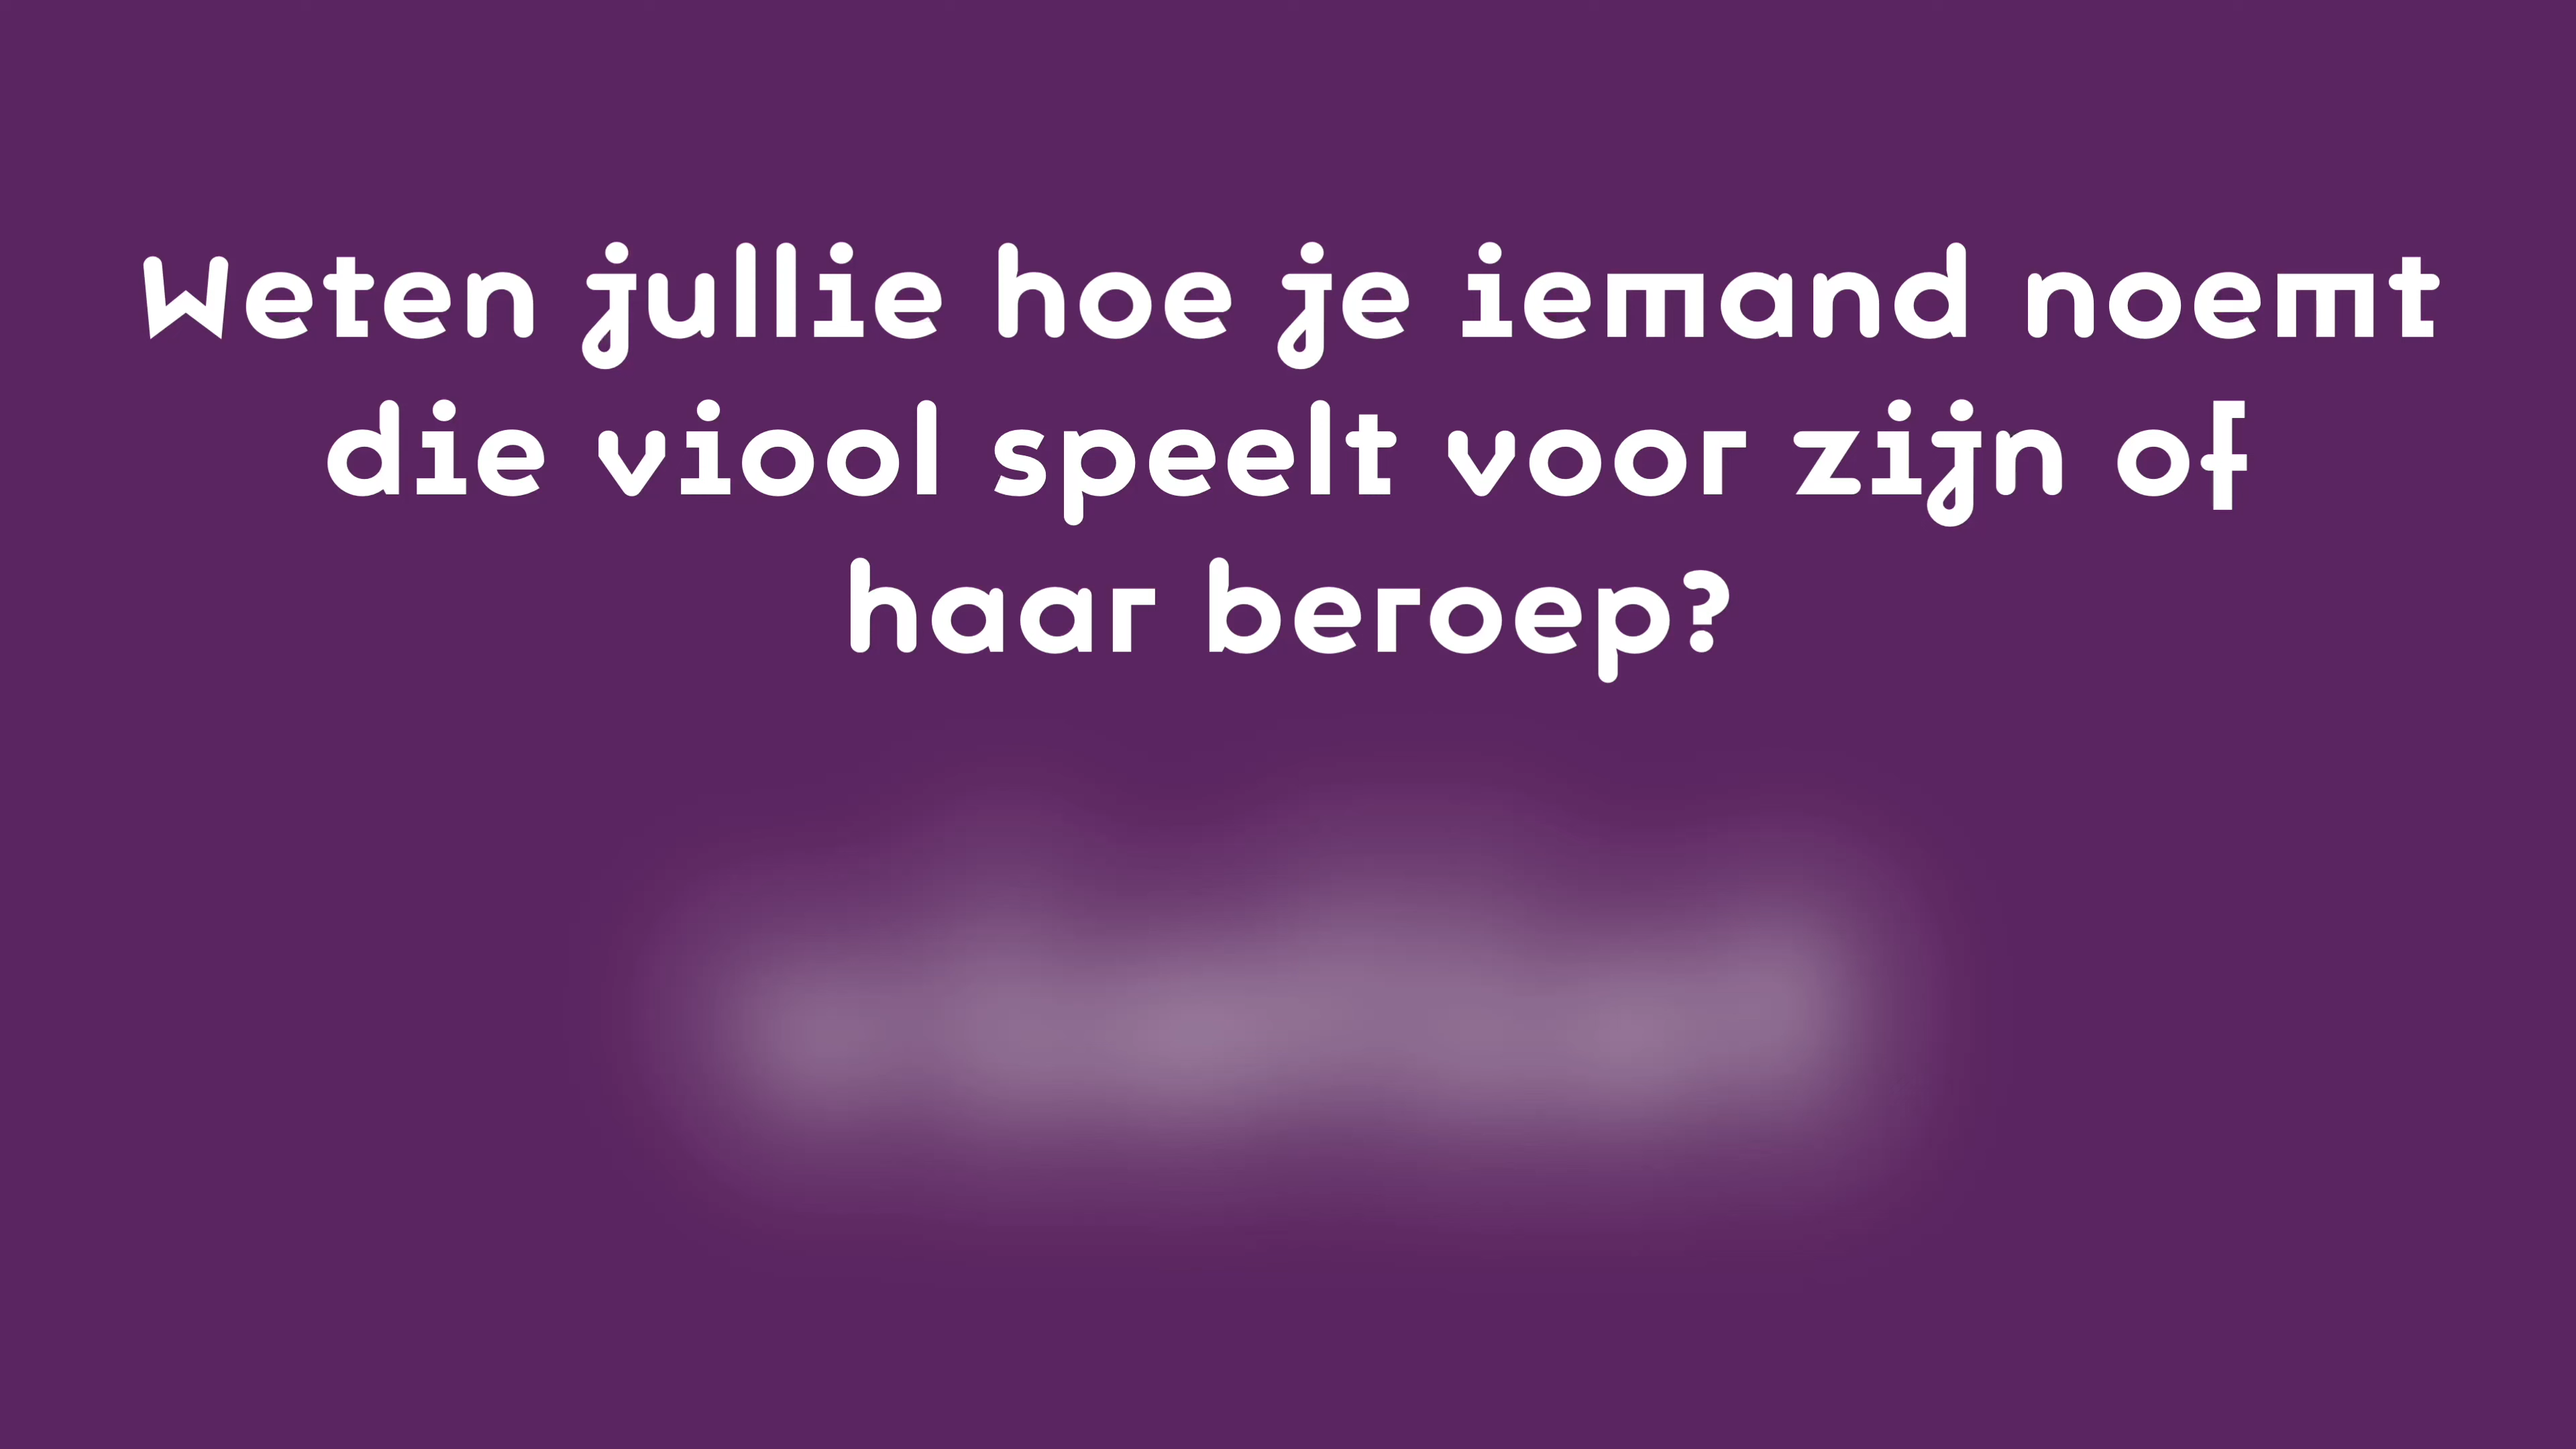 Weten jullie hoe je iemand noemt
die viool speelt voor zijn of
haar beroep?